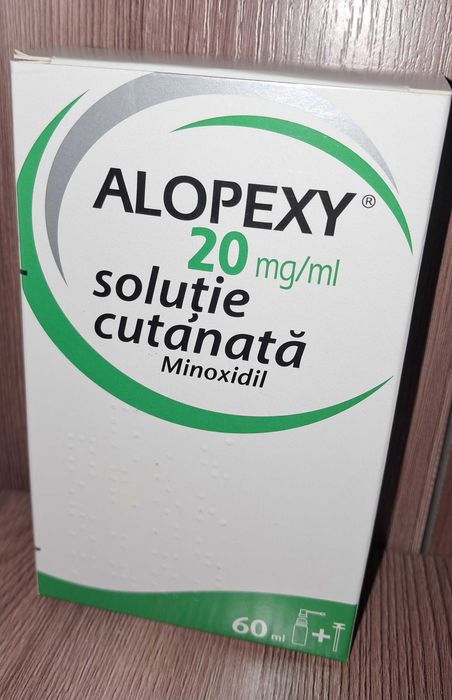 ALOPEXY®
20 mg/ml
soluție
cutanată
Minoxidil
60 ml +